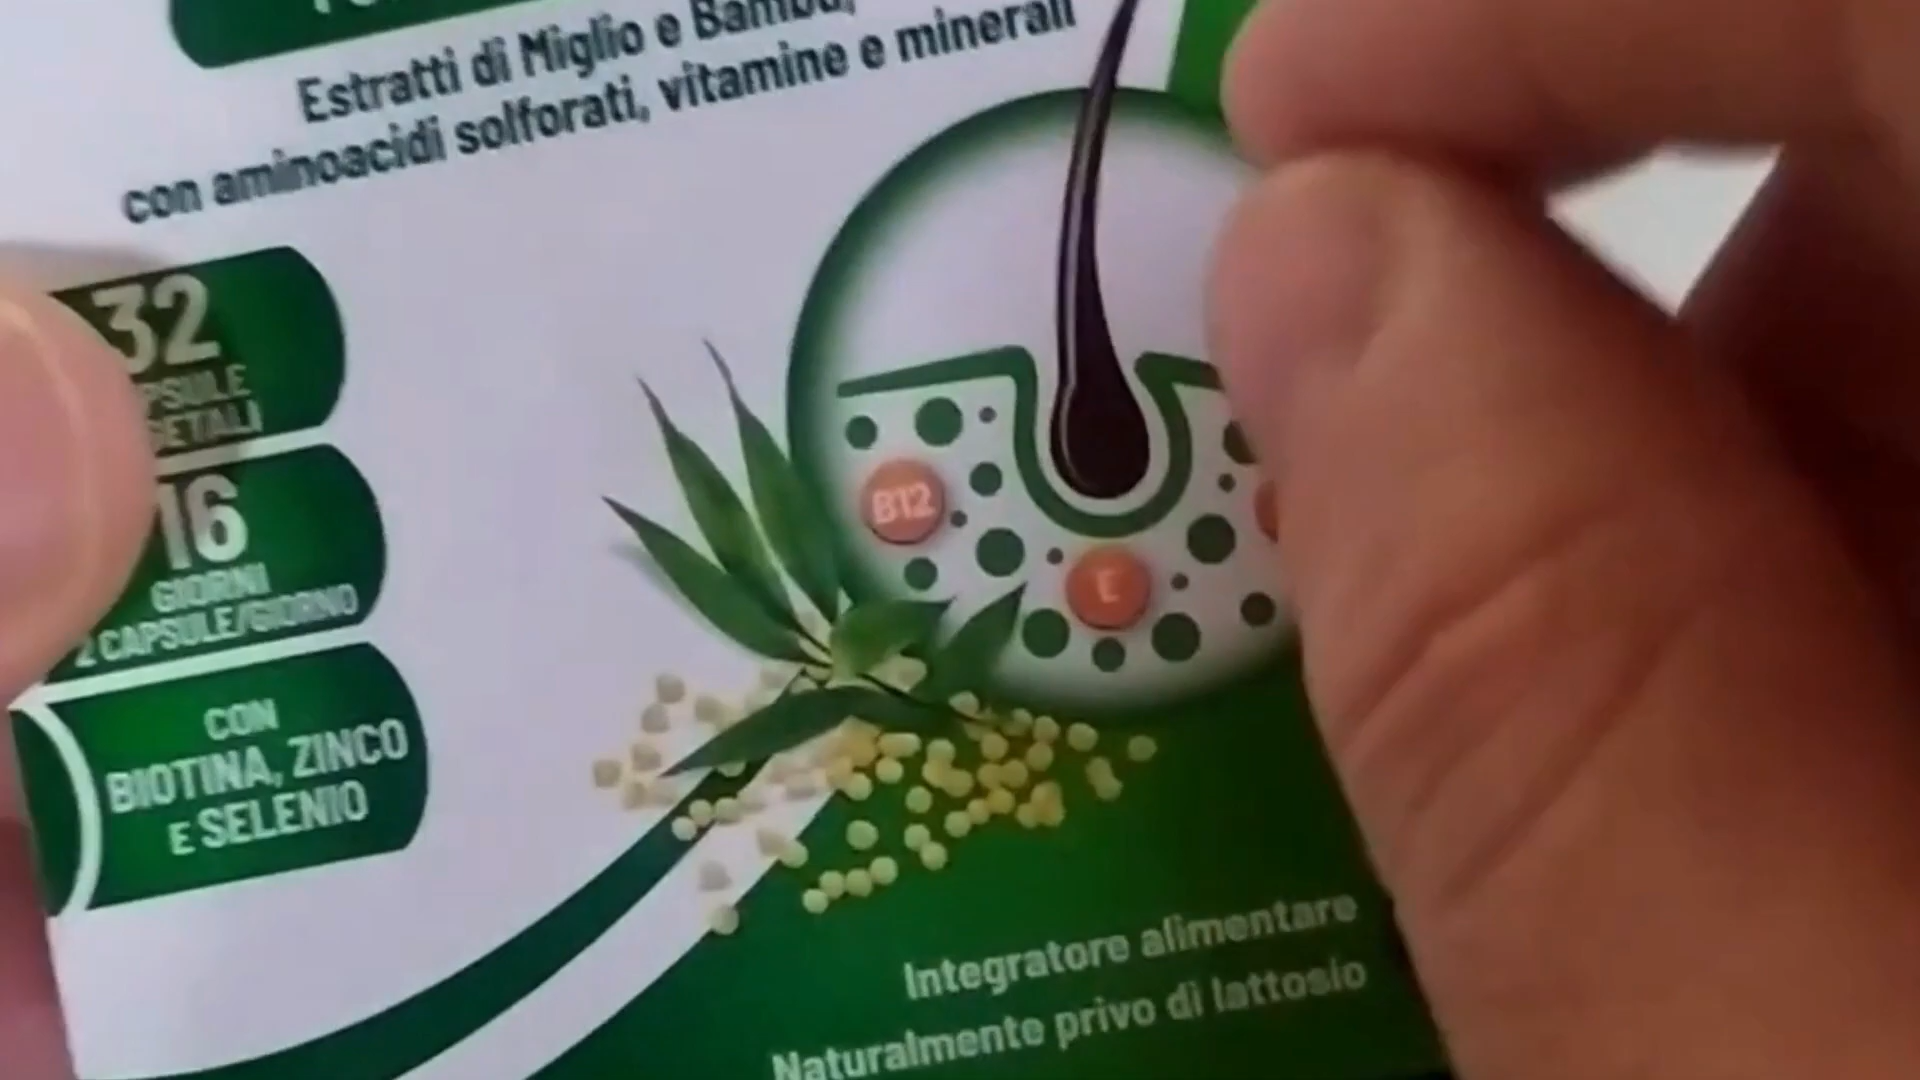 Estratti di Miglio e Bambù,
con aminoacidi solforati, vitamine e minerali
32
16
GIORNI
2 CAPSULE/GIORNO
CON
BIOTINA, ZINCO
E SELENIO
B12
E
Integratore alimentare
Naturalmente privo di lattosio